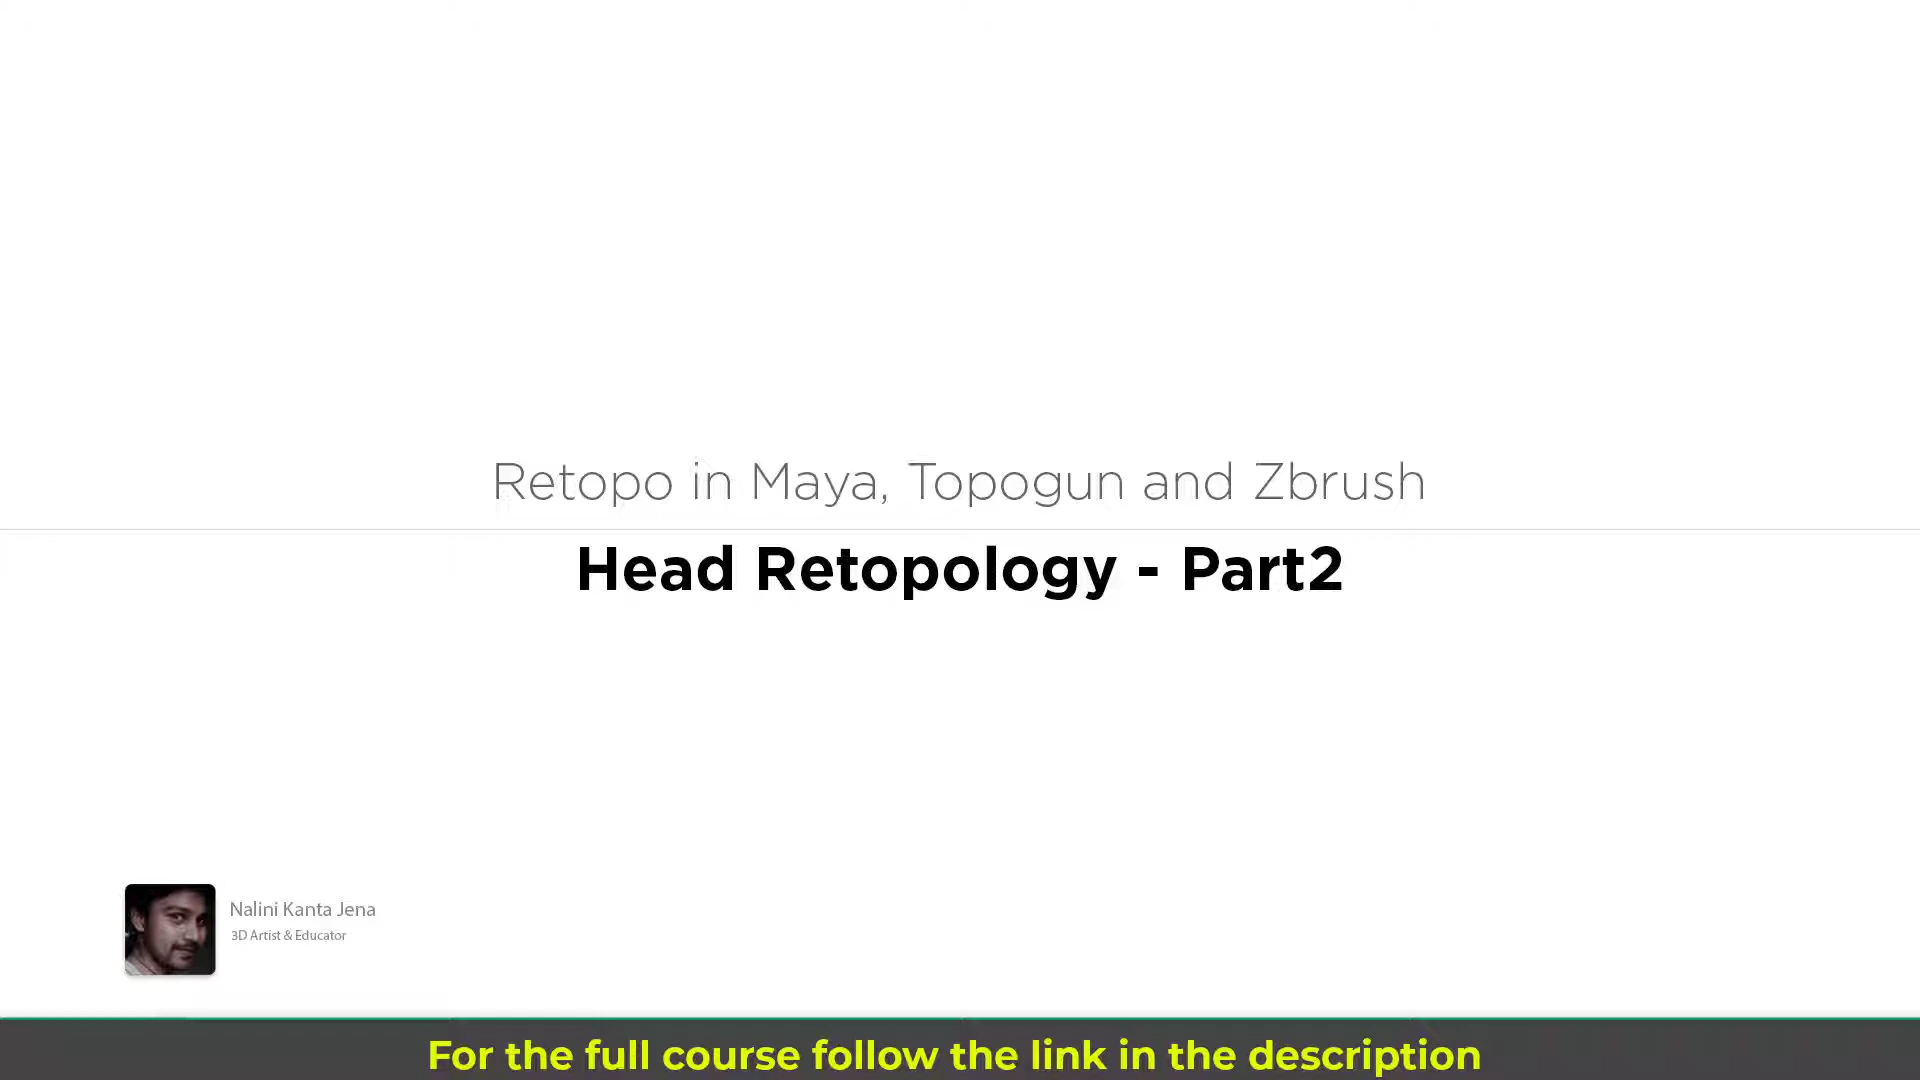 Retopo in Maya, Topogun and Zbrush
Head Retopology - Part2
Nalini Kanta Jena
3D Artist & Educator
For the full course follow the link in the description